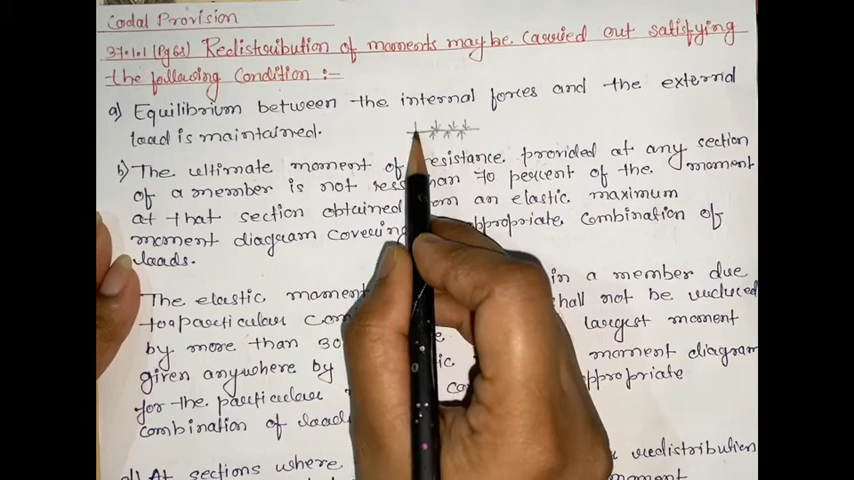 Codal Provision
37.1.1 (Pg 68) Redistribution of moments may be Carried out satisfying
the following Condition :-
a) Equilibrium between the internal forces and the external
load is maintained.
b) The ultimate moment of resistance provided at any section
of a member is not less than 70 percent of the moment
at that section obtained from an elastic maximum
moment diagram covering appropriate combination of
loads.
The elastic moment in a member due
to a particular com shall not be reduced
by more than 30 largest moment
given anywhere by moment diagram
for the particular appropriate
combination of load
d) At sections where redistribution
moment